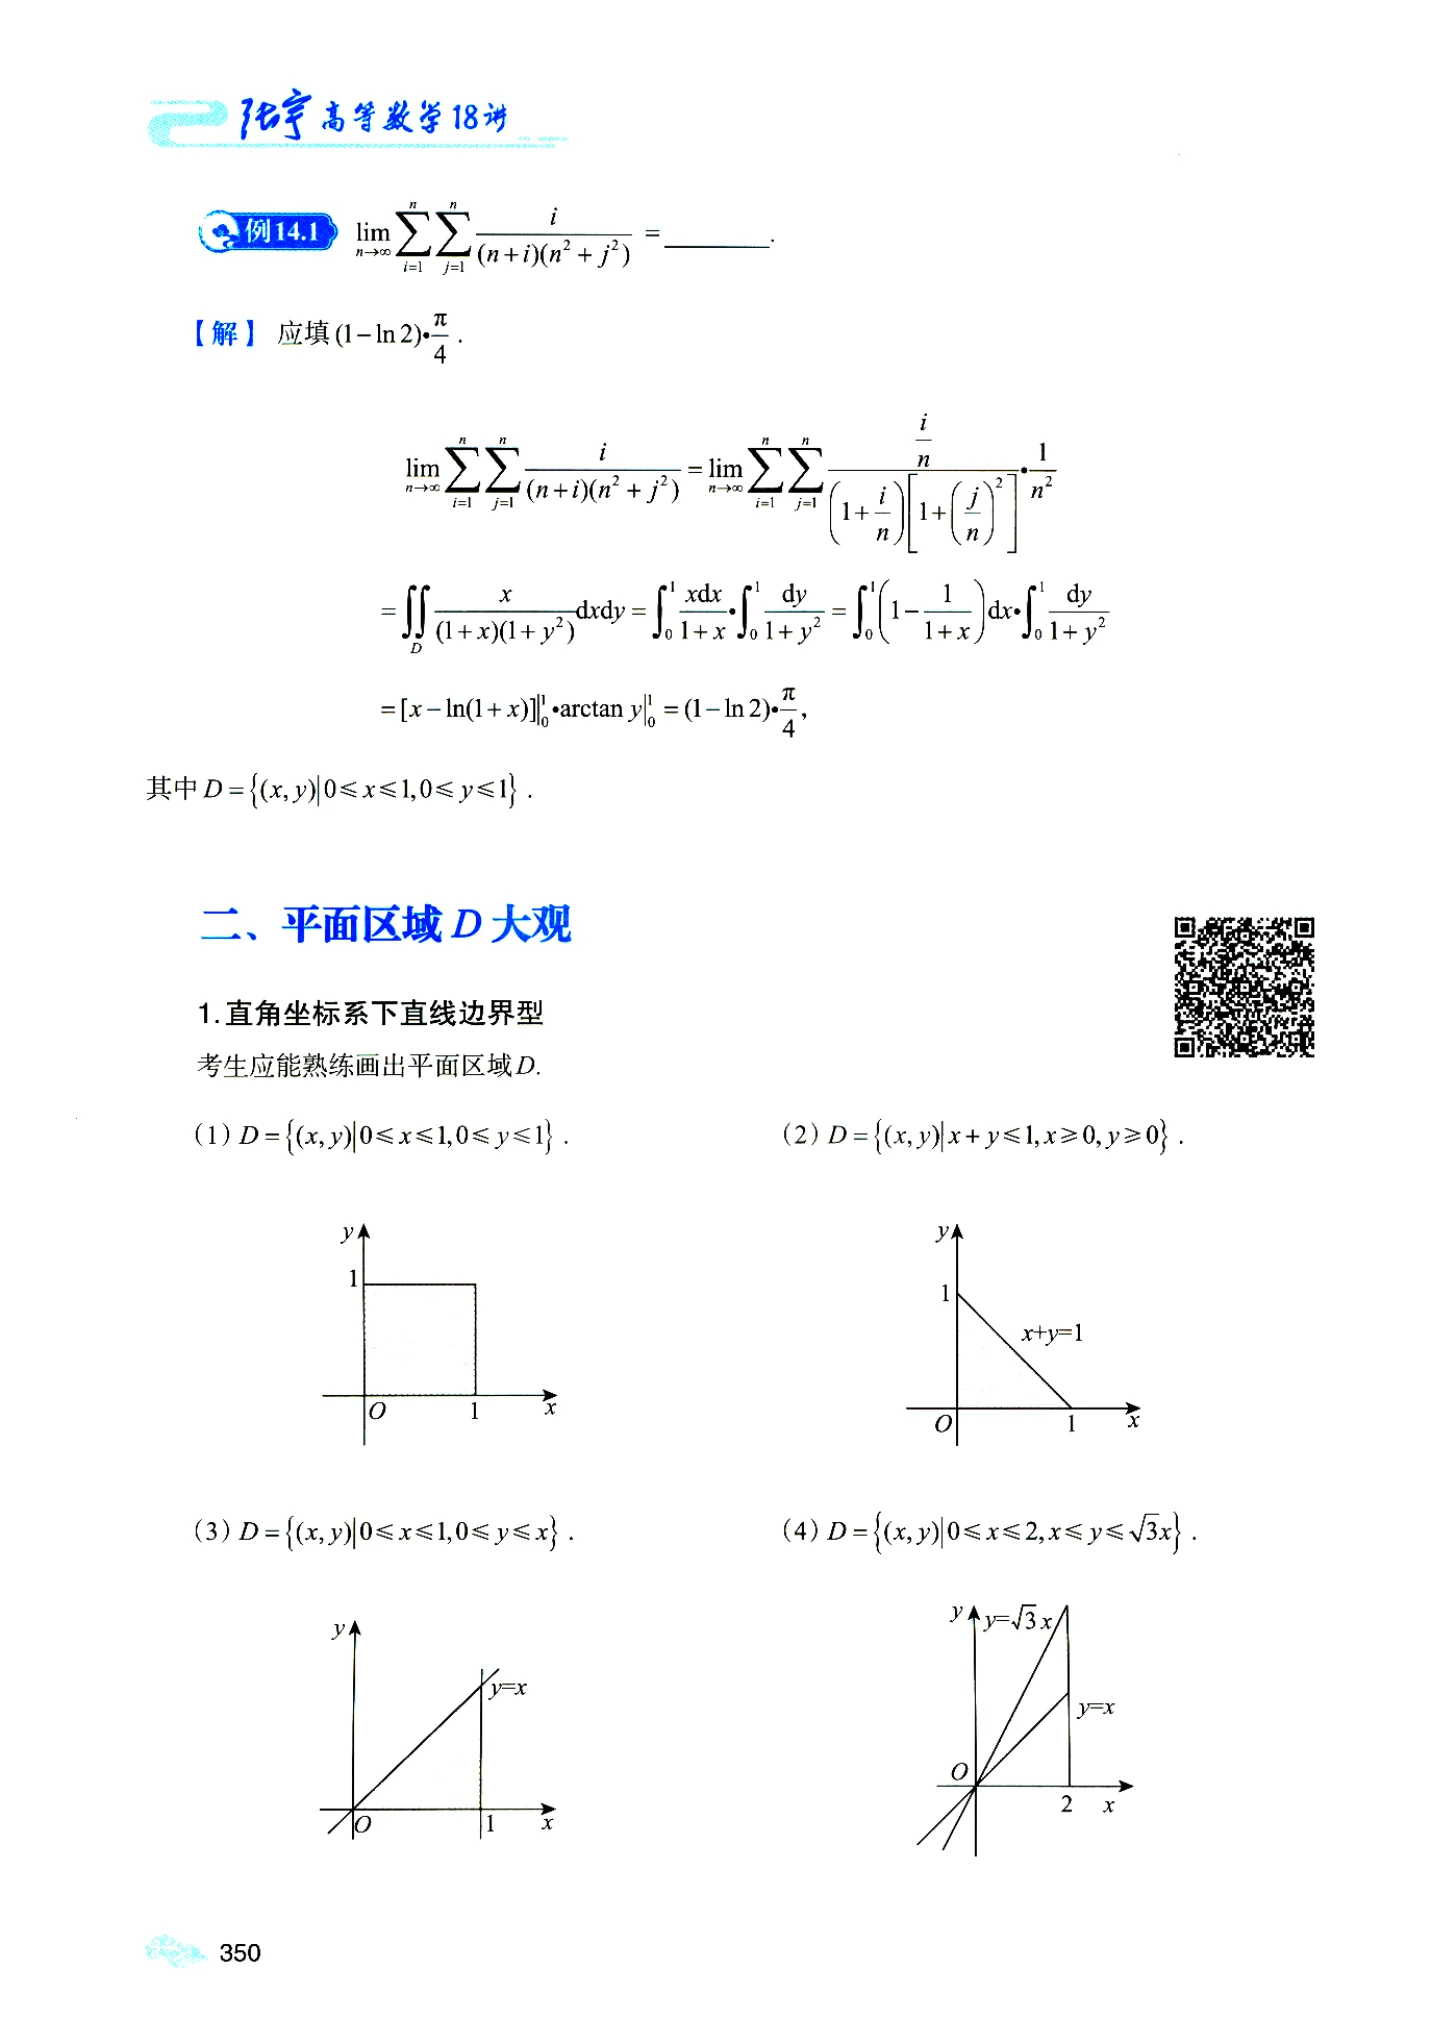 张宇 高等数学18讲
例14.1 $\lim_{n\to\infty}\sum_{i=1}^{n}\sum_{j=1}^{n}\frac{i}{(n+i)(n^2+j^2)}=$ ________.
【解】 应填$(1-\ln 2)\cdot\frac{\pi}{4}$.
$\lim_{n\to\infty}\sum_{i=1}^{n}\sum_{j=1}^{n}\frac{i}{(n+i)(n^2+j^2)}=\lim_{n\to\infty}\sum_{i=1}^{n}\sum_{j=1}^{n}\frac{\frac{i}{n}}{\left(1+\frac{i}{n}\right)\left[1+\left(\frac{j}{n}\right)^2\right]}\cdot\frac{1}{n^2}$
$=\iint_{D}\frac{x}{(1+x)(1+y^2)}\mathrm{d}x\mathrm{d}y=\int_0^1\frac{x\mathrm{d}x}{1+x}\cdot\int_0^1\frac{\mathrm{d}y}{1+y^2}=\int_0^1\left(1-\frac{1}{1+x}\right)\mathrm{d}x\cdot\int_0^1\frac{\mathrm{d}y}{1+y^2}$
$=[x-\ln(1+x)]\big|_0^1\cdot\arctan y\big|_0^1=(1-\ln 2)\cdot\frac{\pi}{4},$
其中$D=\{(x,y)|0\leqslant x\leqslant 1,0\leqslant y\leqslant 1\}$.
二、平面区域 D 大观
1.直角坐标系下直线边界型
考生应能熟练画出平面区域D.
(1) $D=\{(x,y)|0\leqslant x\leqslant 1,0\leqslant y\leqslant 1\}$.
(2) $D=\{(x,y)|x+y\leqslant 1,x\geqslant 0,y\geqslant 0\}$.
y
1
O
1
x
y
1
x+y=1
O
1
x
(3) $D=\{(x,y)|0\leqslant x\leqslant 1,0\leqslant y\leqslant x\}$.
(4) $D=\{(x,y)|0\leqslant x\leqslant 2,x\leqslant y\leqslant\sqrt{3}x\}$.
y
y=x
O
1
x
y
$y=\sqrt{3}x$
y=x
O
2
x
350